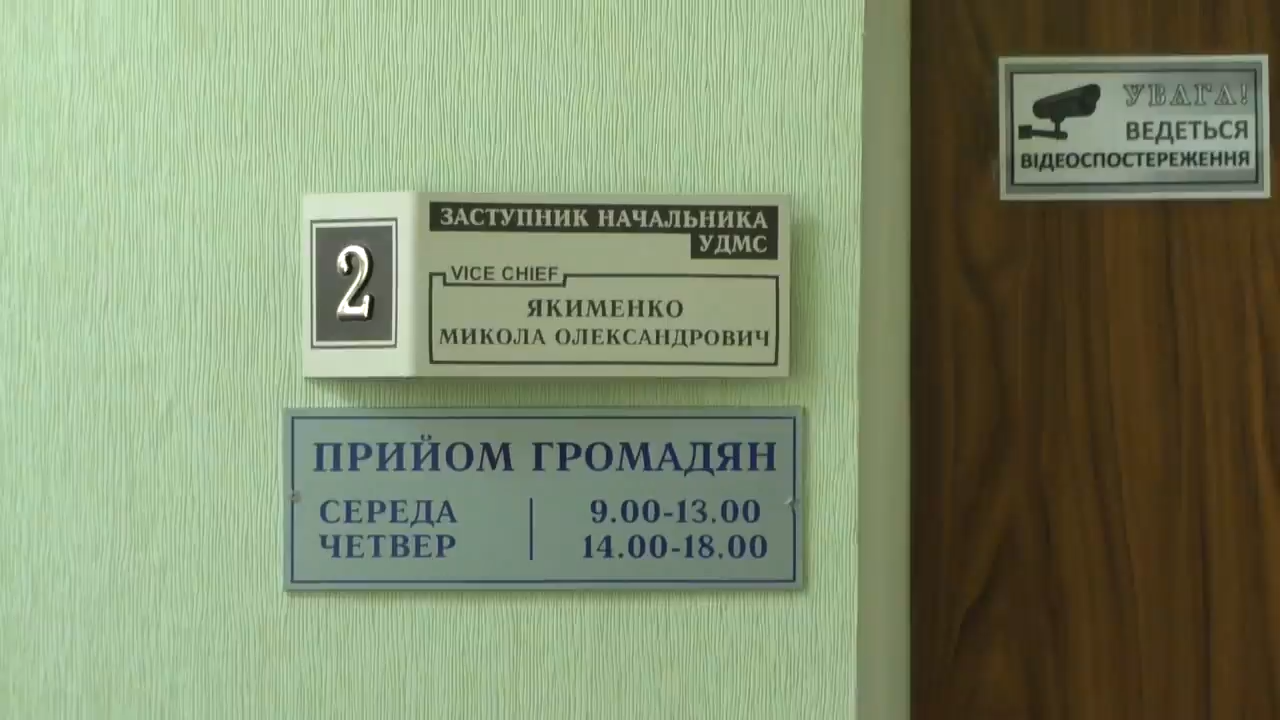 2
ЗАСТУПНИК НАЧАЛЬНИКА
УДМС
VICE CHIEF
ЯКИМЕНКО
МИКОЛА ОЛЕКСАНДРОВИЧ
ПРИЙОМ ГРОМАДЯН
СЕРЕДА 9.00-13.00
ЧЕТВЕР 14.00-18.00
УВАГА!
ВЕДЕТЬСЯ
ВІДЕОСПОСТЕРЕЖЕННЯ